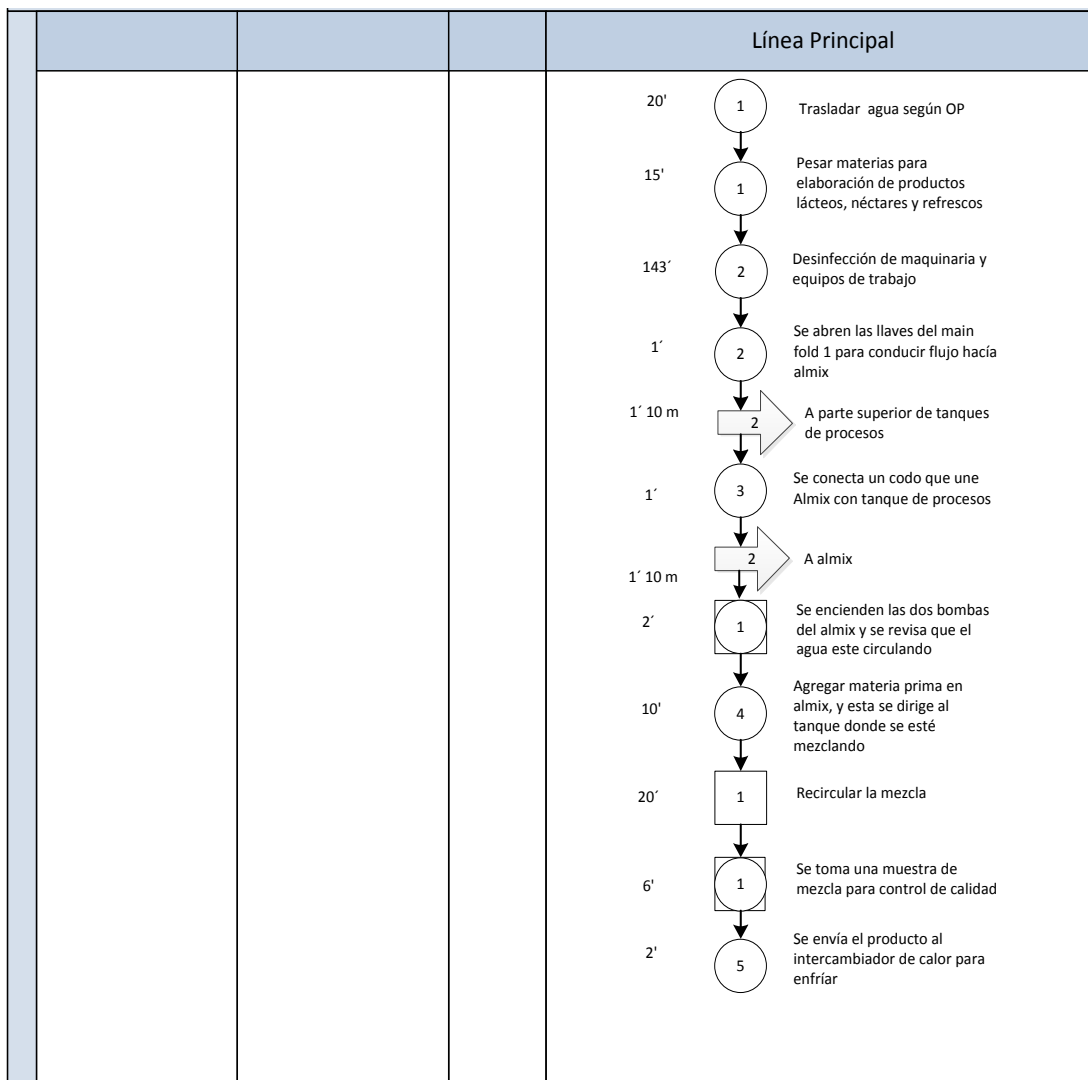 Línea Principal
20'
1
Trasladar agua según OP
15'
1
Pesar materias para
elaboración de productos
lácteos, néctares y refrescos
143´
2
Desinfección de maquinaria y
equipos de trabajo
1´
2
Se abren las llaves del main
fold 1 para conducir flujo hacía
almix
1´ 10 m
2
A parte superior de tanques
de procesos
1´
3
Se conecta un codo que une
Almix con tanque de procesos
1´ 10 m
2
A almix
2´
1
Se encienden las dos bombas
del almix y se revisa que el
agua este circulando
10'
4
Agregar materia prima en
almix, y esta se dirige al
tanque donde se esté
mezclando
20´
1
Recircular la mezcla
6'
1
Se toma una muestra de
mezcla para control de calidad
2'
5
Se envía el producto al
intercambiador de calor para
enfríar